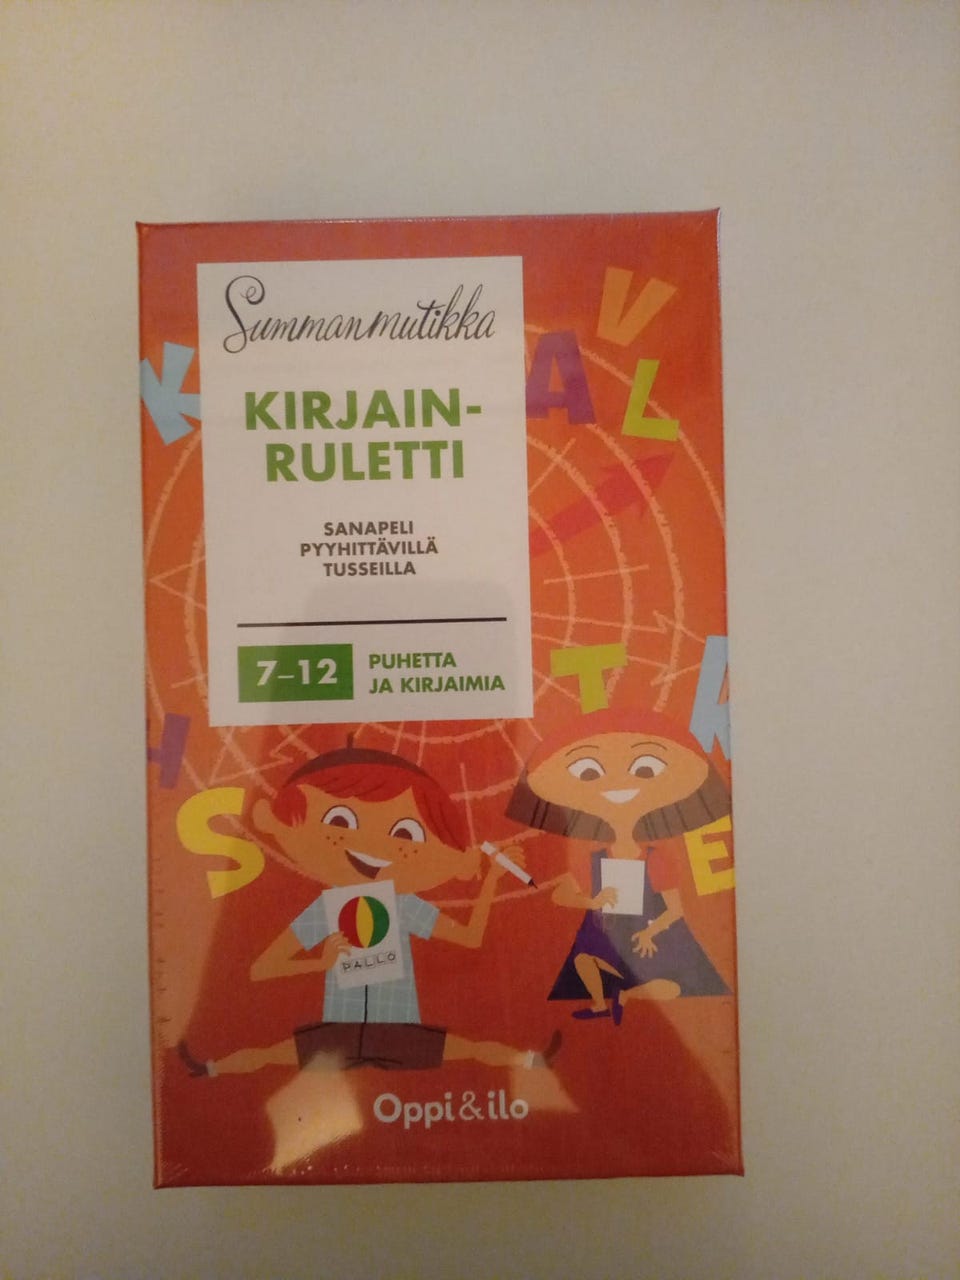 Summanmutikka
KIRJAIN-
RULETTI
SANAPELI
PYYHITTÄVILLÄ
TUSSEILLA
7–12
PUHETTA
JA KIRJAIMIA
K
A
V
L
T
S
E
PALLO
Oppi&ilo